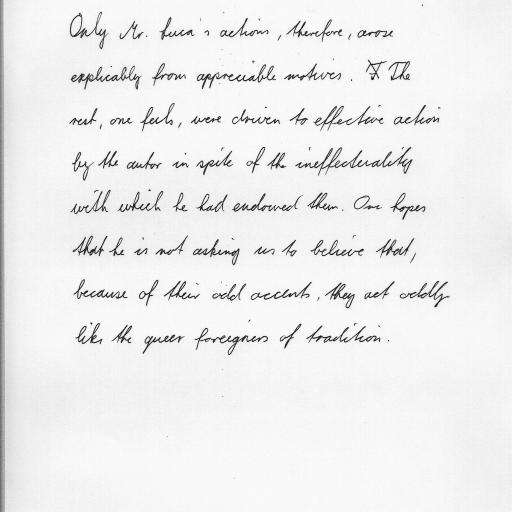 Only Mr. Luca's actions, therefore, arose
explicably from appreciable motives. The
rest, one feels, were driven to effective action
by the autor in spite of the ineffectuality
with which he had endowed them. One hopes
that he is not asking us to believe that,
because of their odd accents, they act oddly
like the queer foreigners of tradition.